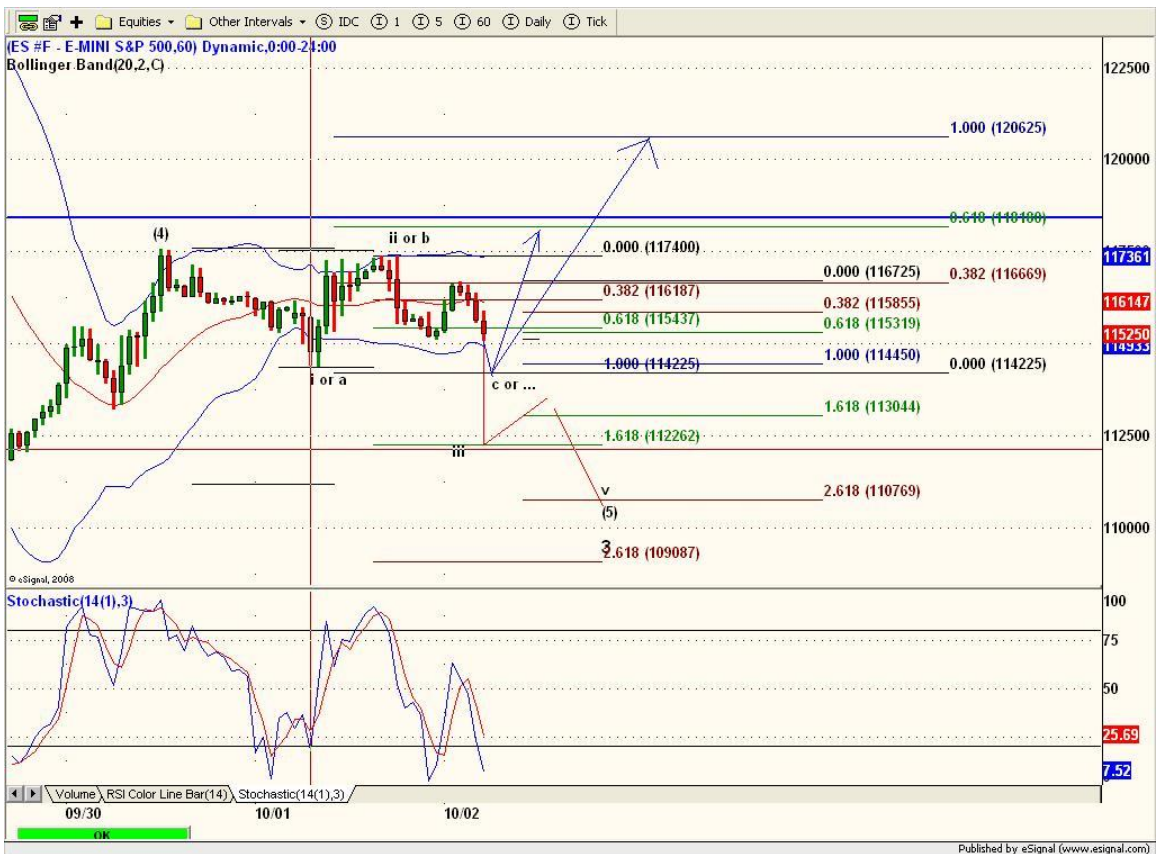 Equities Other Intervals S IDC I 1 I 5 I 60 I Daily I Tick
(ES #F - E-MINI S&P 500,60) Dynamic,0:00-24:00
Bollinger Band(20,2,C)
122500
1.000 (120625)
120000
0.618 (118180)
(4)
ii or b
0.000 (117400)
117361
0.000 (116725)
0.382 (116669)
0.382 (116187)
116147
0.382 (115855)
0.618 (115437)
0.618 (115319)
115250
114933
1.000 (114450)
1.000 (114225)
0.000 (114225)
i or a
c or ...
1.618 (113044)
1.618 (112262)
112500
iii
2.618 (110769)
v
(5)
110000
3
2.618 (109087)
© eSignal, 2008
Stochastic(14(1),3)
100
75
50
25.69
7.52
Volume RSI Color Line Bar(14) Stochastic(14(1),3)
09/30 10/01 10/02
OK
Published by eSignal (www.esignal.com)